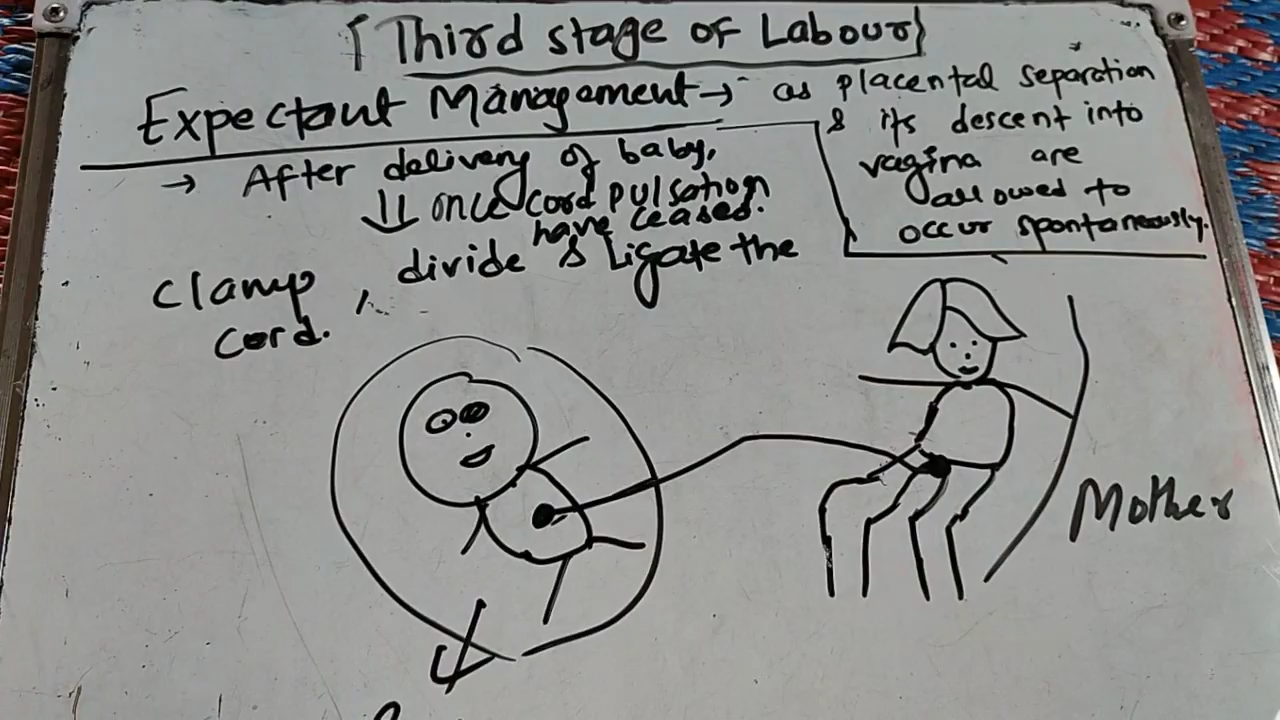 {Third stage of Labour}
Expectant Management → as placental separation
& its descent into
vagina are
allowed to
occur spontaneously.
→ After delivery of baby,
↓↓ once cord pulsation
have ceased.
clamp, divide & Ligate the
cord.
Mother